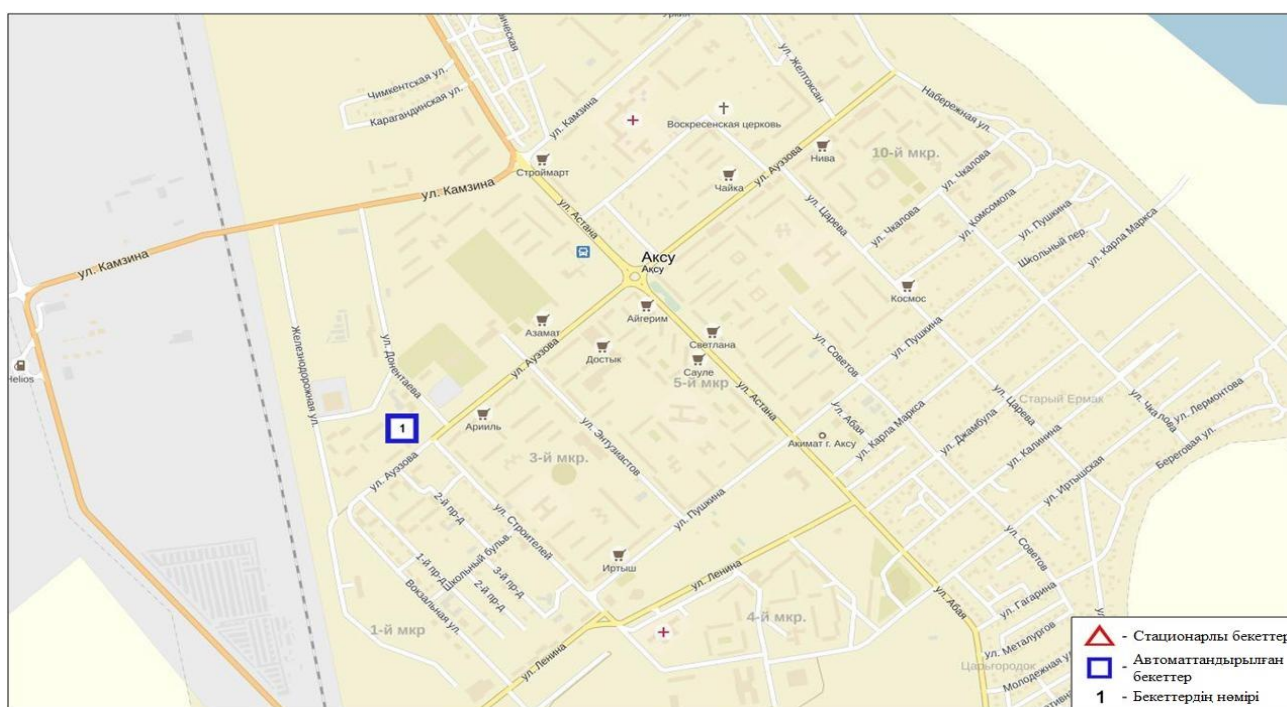 Чимкентская ул.
Карагандинская ул.
ул. Камзина
ул. Желтоксан
Набережная ул.
Воскресенская церковь
Строймарт
Чайка
Нива
10-й мкр.
ул. Ауэзова
ул. Чкалова
ул. Чкалова
ул. Комсомола
ул. Пушкина
Школьный пер.
ул. Карла Маркса
ул. Камзина
ул. Камзина
ул. Астана
ул. Царева
Аксу
Ақсу
Космос
Айгерим
Азамат
Достык
Светлана
Сауле
5-й мкр
ул. Ауэзова
ул. Астана
ул. Советов
ул. Пушкина
Helios
Железнодорожная ул.
ул. Доғентаева
1
Арииль
ул. Ауэзова
3-й мкр.
ул. Энтузиастов
ул. Абая
Акимат г. Аксу
ул. Карла Маркса
ул. Джамбула
ул. Царева
Старый Ермак
ул. Калинина
ул. Лермонтова
Береговая ул.
ул. Иртышская
2-й пр-д
ул. Строителей
ул. Пушкина
Школьный бульв.
1-й пр-д
2-й пр-д
3-й пр-д
Вокзальная ул.
Иртыш
1-й мкр
ул. Ленина
ул. Ленина
4-й мкр.
ул. Советов
ул. Абая
ул. Гагарина
ул. Металургов
Молодежная ул.
Царьгородок
- Стационарлы бекеттер
- Автоматтандырылған
бекеттер
1 - Бекеттердің нөмірі